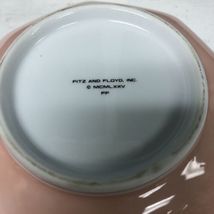 FITZ AND FLOYD, INC.
© MCMLXXV
FF